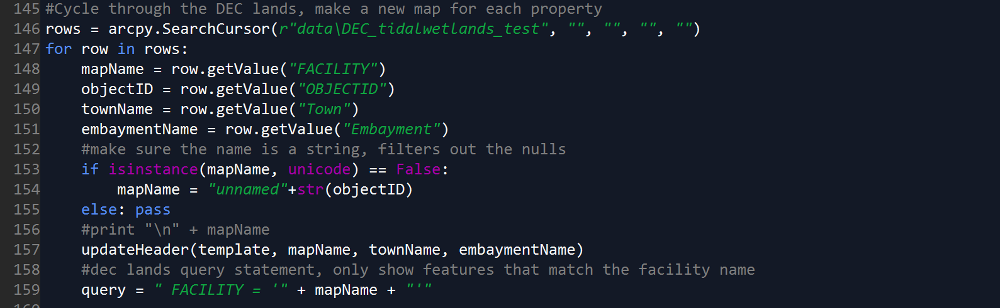 145 #Cycle through the DEC lands, make a new map for each property
146 rows = arcpy.SearchCursor(r"data\DEC_tidalwetlands_test", "", "", "", "")
147 for row in rows:
148     mapName = row.getValue("FACILITY")
149     objectID = row.getValue("OBJECTID")
150     townName = row.getValue("Town")
151     embaymentName = row.getValue("Embayment")
152     #make sure the name is a string, filters out the nulls
153     if isinstance(mapName, unicode) == False:
154         mapName = "unnamed"+str(objectID)
155     else: pass
156     #print "\n" + mapName
157     updateHeader(template, mapName, townName, embaymentName)
158     #dec lands query statement, only show features that match the facility name
159     query = " FACILITY = '" + mapName + "'"
160